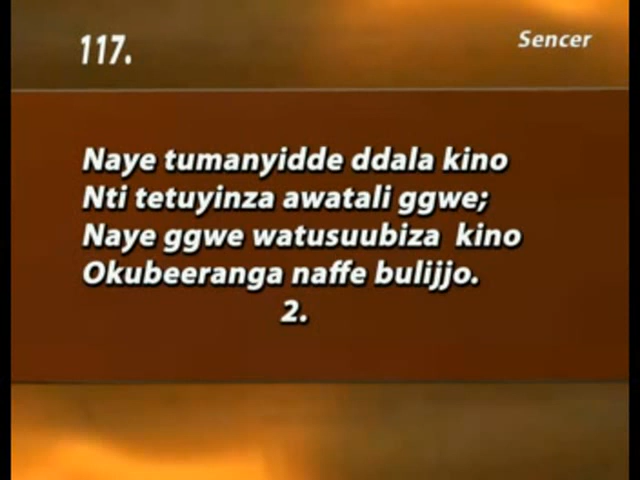 117.
Sencer
Naye tumanyidde ddala kino
Nti tetuyinza awatali ggwe;
Naye ggwe watusuubiza kino
Okubeeranga naffe bulijjo.
2.